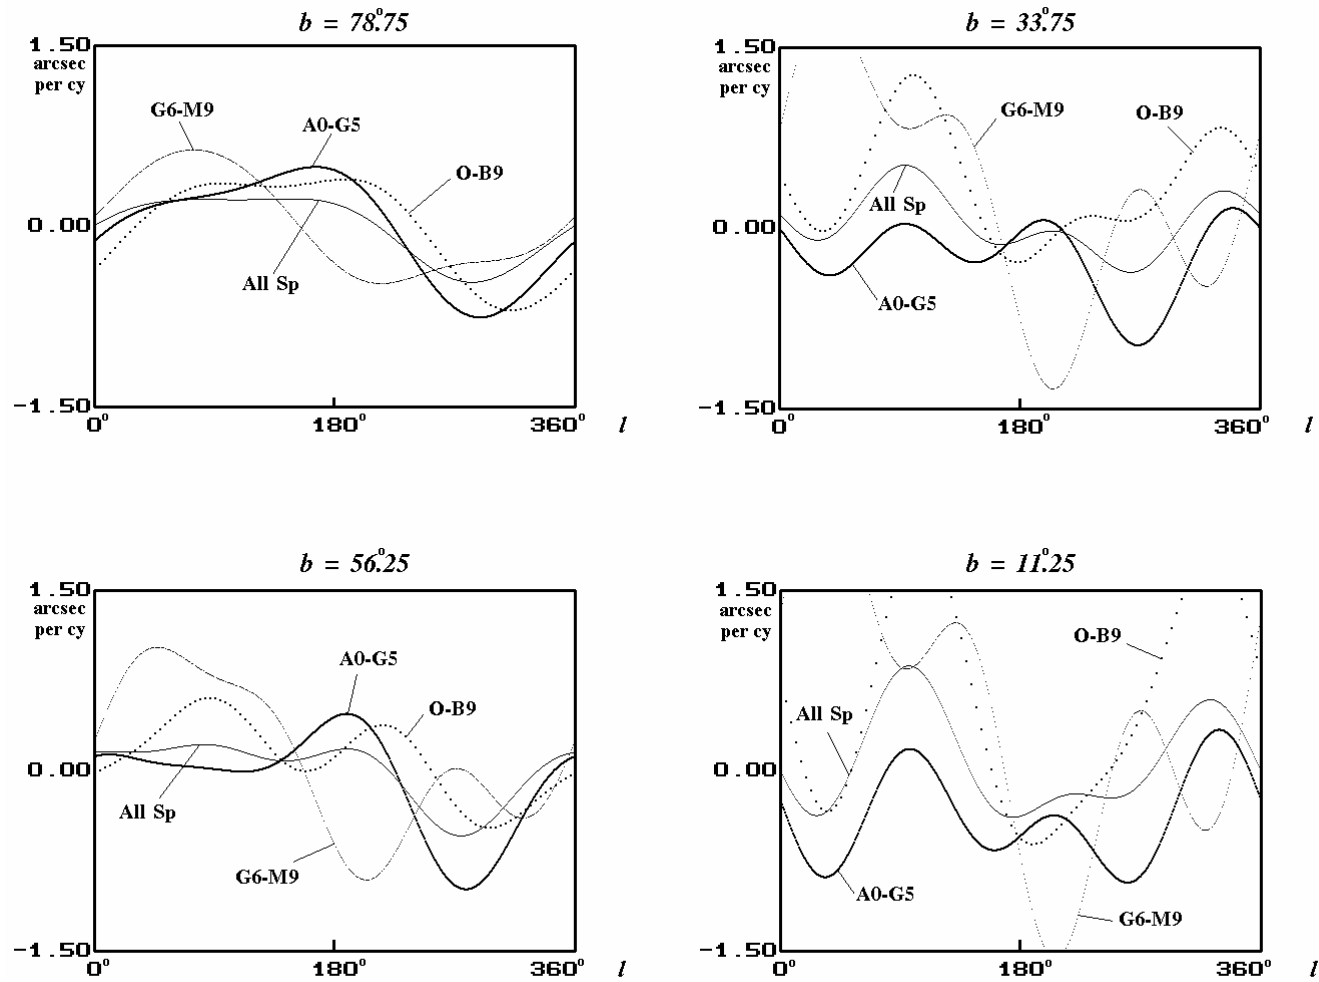 b = 78°.75
1.50
arcsec
per cy
G6-M9
A0-G5
O-B9
0.00
All Sp
-1.50
0° 180° 360° l
b = 33°.75
1.50
arcsec
per cy
G6-M9
O-B9
All Sp
0.00
A0-G5
-1.50
0° 180° 360° l
b = 56°.25
1.50
arcsec
per cy
A0-G5
O-B9
0.00
All Sp
G6-M9
-1.50
0° 180° 360° l
b = 11°.25
1.50
arcsec
per cy
O-B9
All Sp
0.00
A0-G5
G6-M9
-1.50
0° 180° 360° l